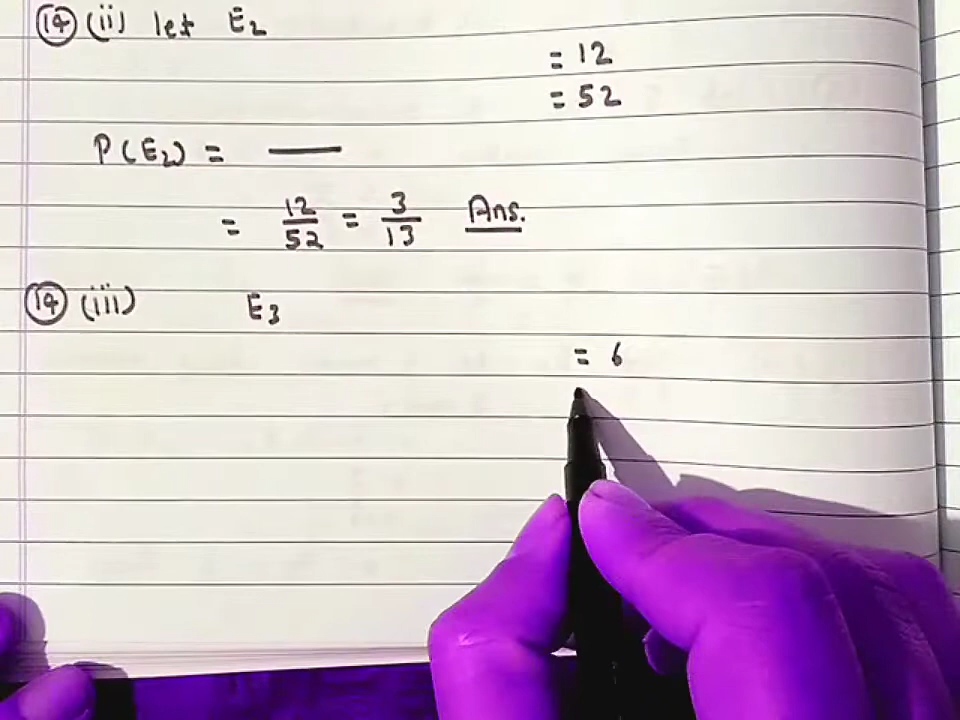 14 (ii) let E₂
= 12
= 52
P(E₂) = ―
= 12/52 = 3/13 Ans.
14 (iii) E₃
= 6